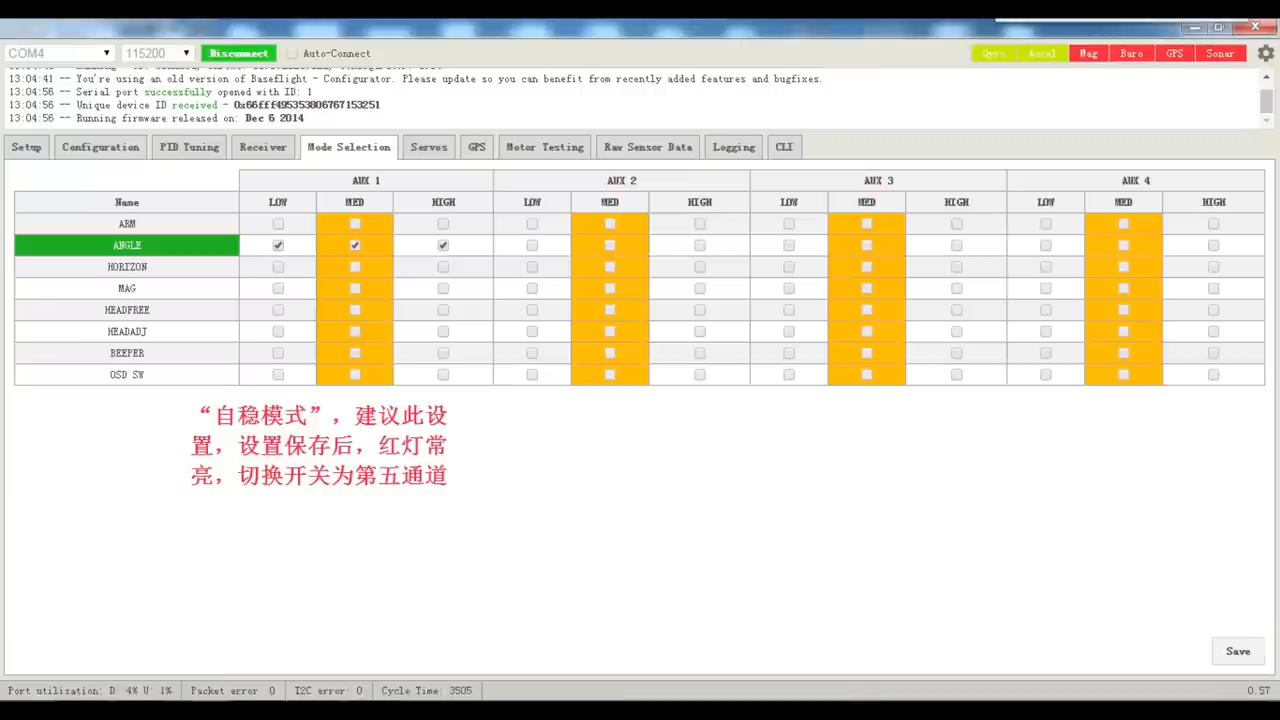 COM4 115200 Disconnect Auto-Connect Gyro Accel Mag Baro GPS Sonar
13:04:41 -- You're using an old version of Baseflight - Configurator. Please update so you can benefit from recently added features and bugfixes.
13:04:56 -- Serial port successfully opened with ID: 1
13:04:56 -- Unique device ID received - 0x66fff495353806767153251
13:04:56 -- Running firmware released on: Dec 6 2014
Setup Configuration PID Tuning Receiver Mode Selection Servos GPS Motor Testing Raw Sensor Data Logging CLI
AUX 1 AUX 2 AUX 3 AUX 4
Name LOW MED HIGH LOW MED HIGH LOW MED HIGH LOW MED HIGH
ARM
ANGLE
HORIZON
MAG
HEADFREE
HEADADJ
BEEPER
OSD SW
“自稳模式”，建议此设
置，设置保存后，红灯常
亮，切换开关为第五通道
Save
Port utilization: D: 4% U: 1% Packet error: 0 I2C error: 0 Cycle Time: 3505 0.57